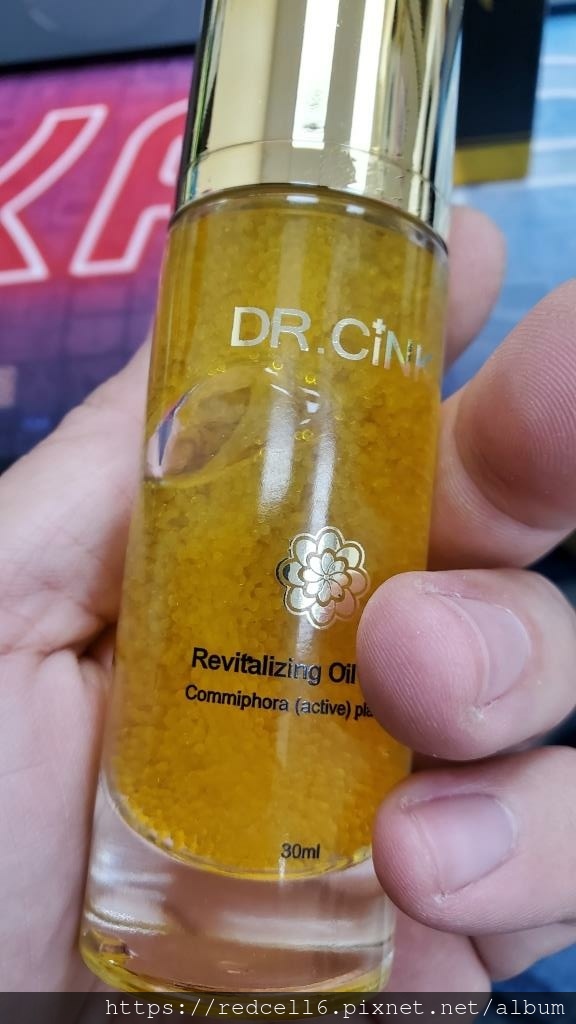 DR.CiNK
Revitalizing Oil
Commiphora (active)
30ml
https://redcell6.pixnet.net/album